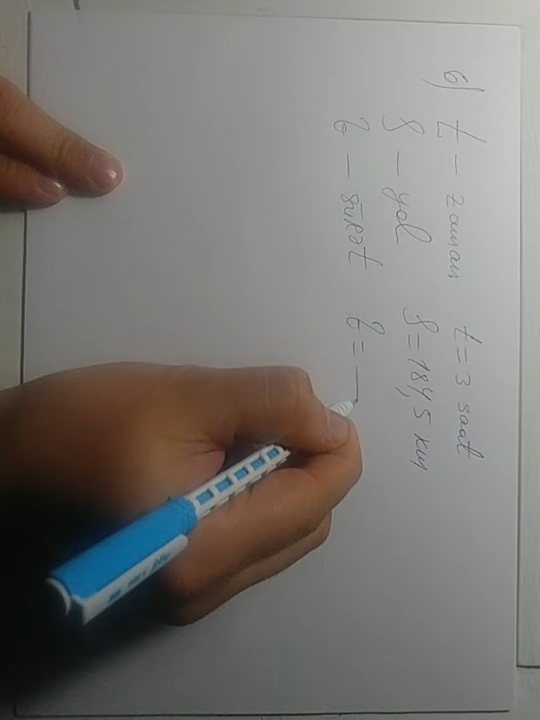 6) t – zaman t = 3 saat
S – yol S = 184,5 km
v – sürət v =